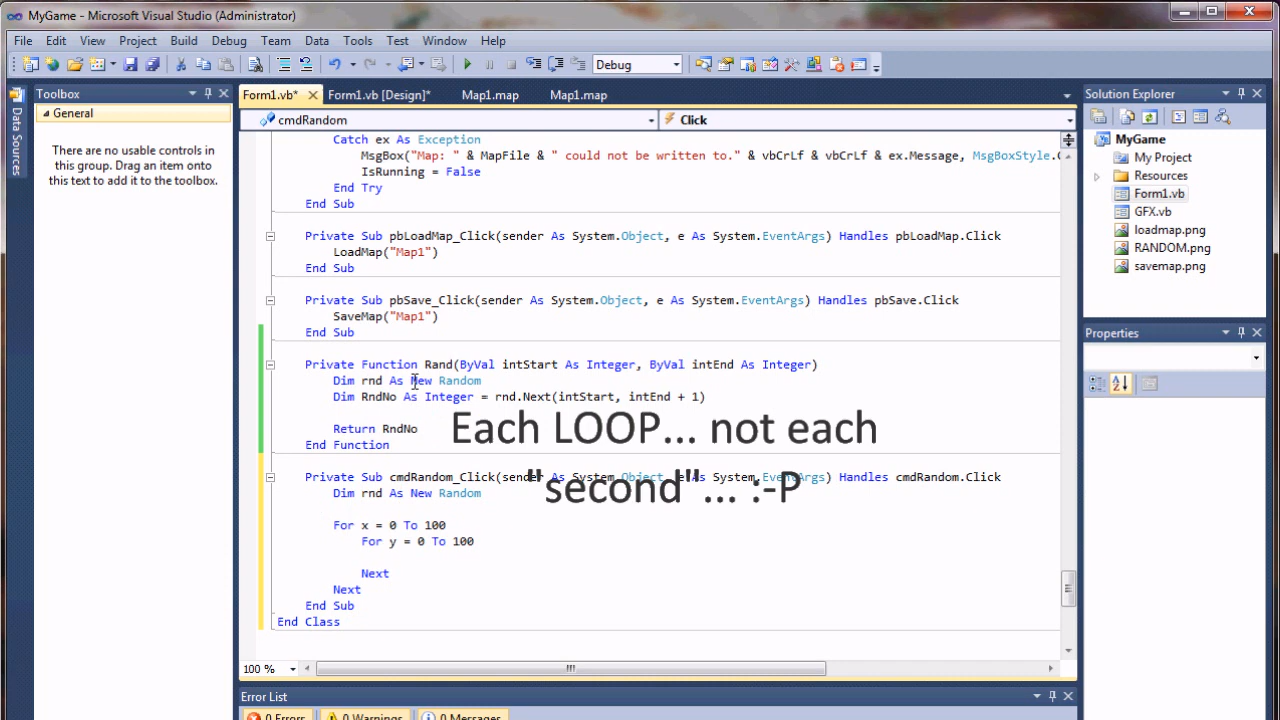 MyGame - Microsoft Visual Studio (Administrator)
File Edit View Project Build Debug Team Data Tools Test Window Help
Debug
Data Sources
Toolbox
General
There are no usable controls in
this group. Drag an item onto
this text to add it to the toolbox.
Form1.vb* Form1.vb [Design]* Map1.map Map1.map
cmdRandom Click
Catch ex As Exception
MsgBox("Map: " & MapFile & " could not be written to." & vbCrLf & vbCrLf & ex.Message, MsgBoxStyle.
IsRunning = False
End Try
End Sub
Private Sub pbLoadMap_Click(sender As System.Object, e As System.EventArgs) Handles pbLoadMap.Click
LoadMap("Map1")
End Sub
Private Sub pbSave_Click(sender As System.Object, e As System.EventArgs) Handles pbSave.Click
SaveMap("Map1")
End Sub
Private Function Rand(ByVal intStart As Integer, ByVal intEnd As Integer)
Dim rnd As New Random
Dim RndNo As Integer = rnd.Next(intStart, intEnd + 1)
Each LOOP... not each
Return RndNo
End Function
Private Sub cmdRandom_Click(sender As System.Object, e As System.EventArgs) Handles cmdRandom.Click
"second"... :-P
Dim rnd As New Random
For x = 0 To 100
For y = 0 To 100
Next
Next
End Sub
End Class
100 %
Error List
0 Errors 0 Warnings 0 Messages
Solution Explorer
MyGame
My Project
Resources
Form1.vb
GFX.vb
loadmap.png
RANDOM.png
savemap.png
Properties